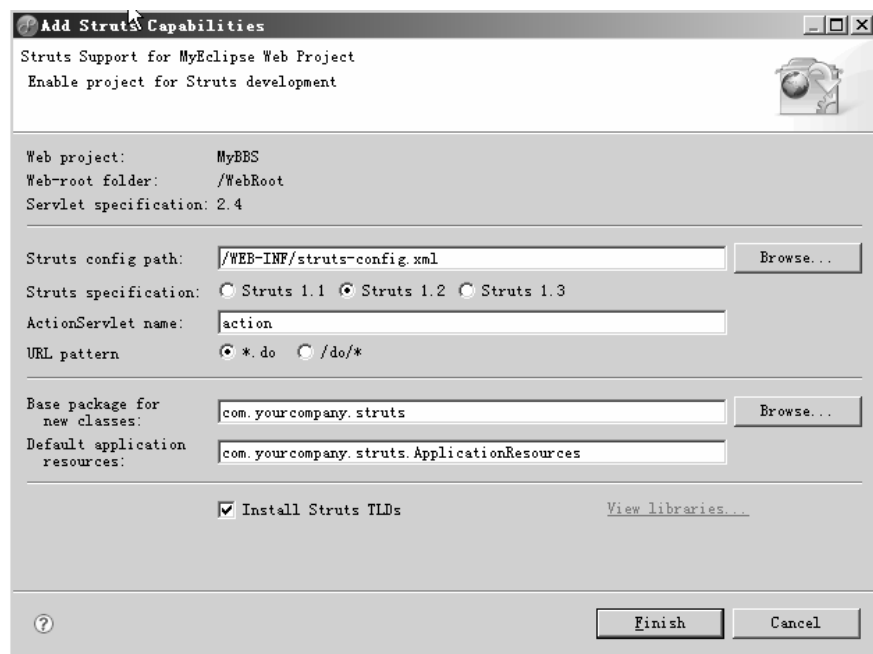 Add Struts Capabilities
Struts Support for MyEclipse Web Project
Enable project for Struts development
Web project: MyBBS
Web-root folder: /WebRoot
Servlet specification: 2.4
Struts config path: /WEB-INF/struts-config.xml Browse...
Struts specification: Struts 1.1 Struts 1.2 Struts 1.3
ActionServlet name: action
URL pattern *.do /do/*
Base package for
new classes: com.yourcompany.struts Browse...
Default application
resources: com.yourcompany.struts.ApplicationResources
Install Struts TLDs View libraries...
? Finish Cancel